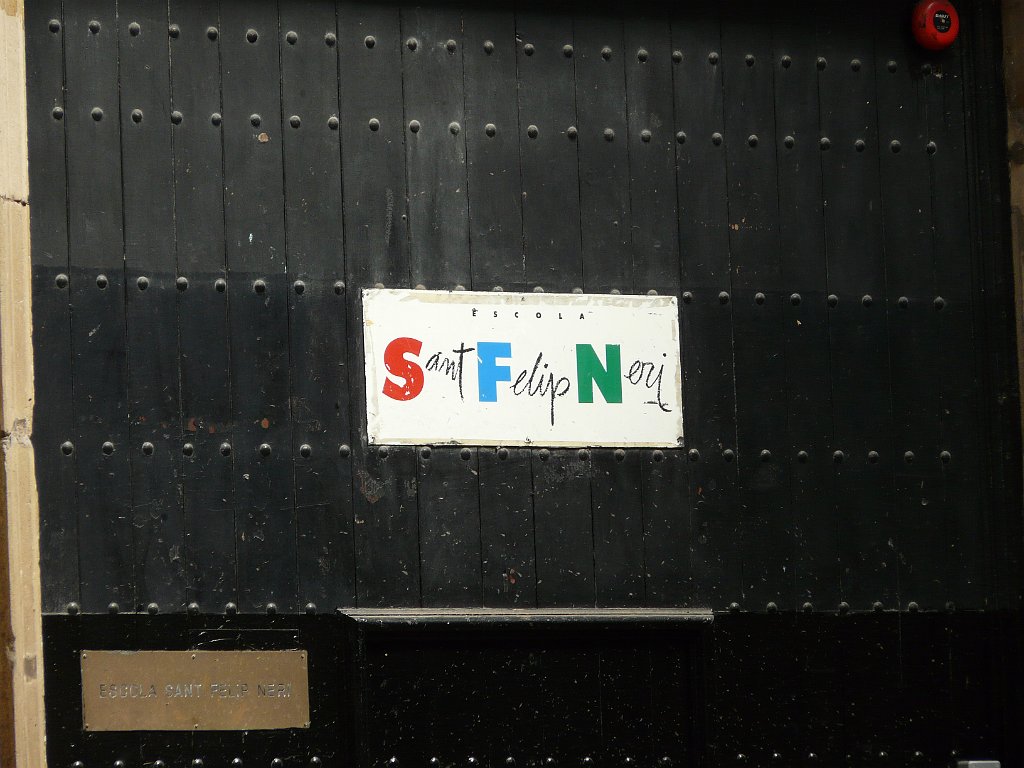 ESCOLA
Sant Felip Neri
ESCOLA SANT FELIP NERI